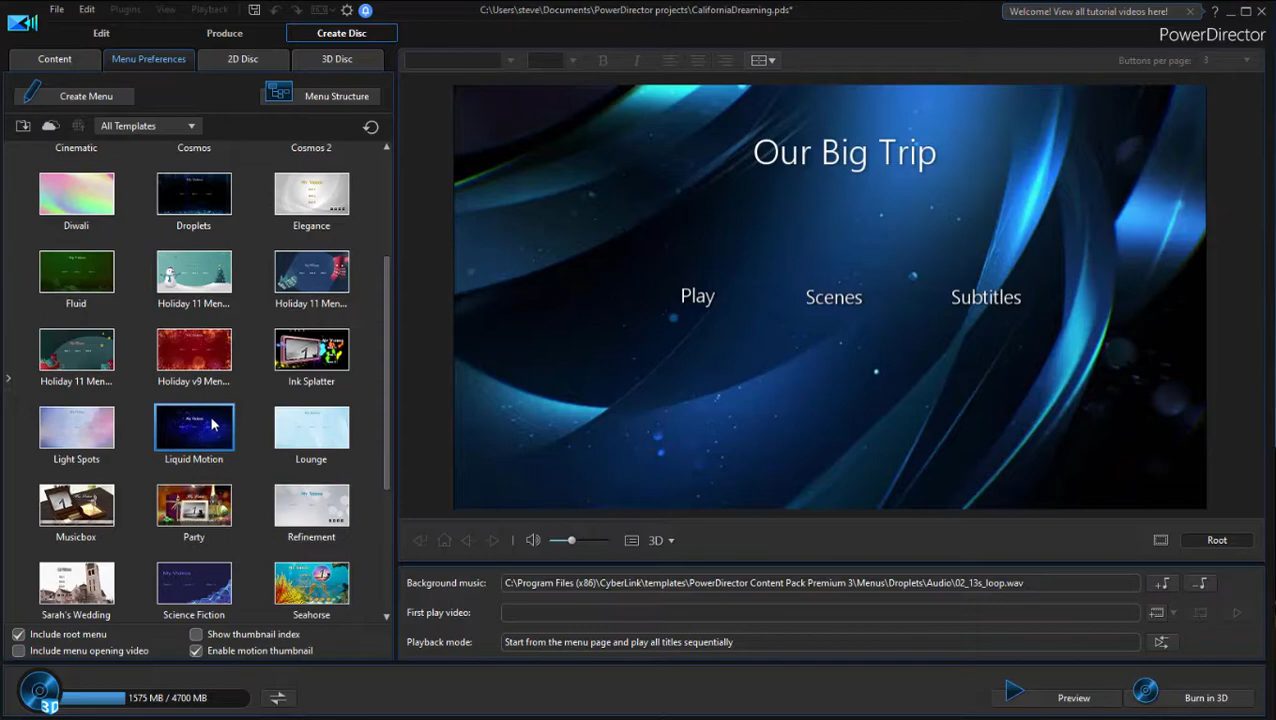 File Edit Plugins View Playback
C:\Users\steve\Documents\PowerDirector projects\CaliforniaDreaming.pds*
Welcome! View all tutorial videos here!
PowerDirector
Edit Produce Create Disc
Content Menu Preferences 2D Disc 3D Disc
Buttons per page: 3
Create Menu Menu Structure
All Templates
Cinematic Cosmos Cosmos 2
Diwali Droplets Elegance
Fluid Holiday 11 Men... Holiday 11 Men...
Holiday 11 Men... Holiday v9 Men... Ink Splatter
Light Spots Liquid Motion Lounge
Musicbox Party Refinement
Sarah's Wedding Science Fiction Seahorse
Include root menu Show thumbnail index
Include menu opening video Enable motion thumbnail
Our Big Trip
Play Scenes Subtitles
3D Root
Background music: C:\Program Files (x86)\CyberLink\templates\PowerDirector Content Pack Premium 3\Menus\Droplets\Audio\02_13s_loop.wav
First play video:
Playback mode: Start from the menu page and play all titles sequentially
3D 1575 MB / 4700 MB
Preview Burn in 3D